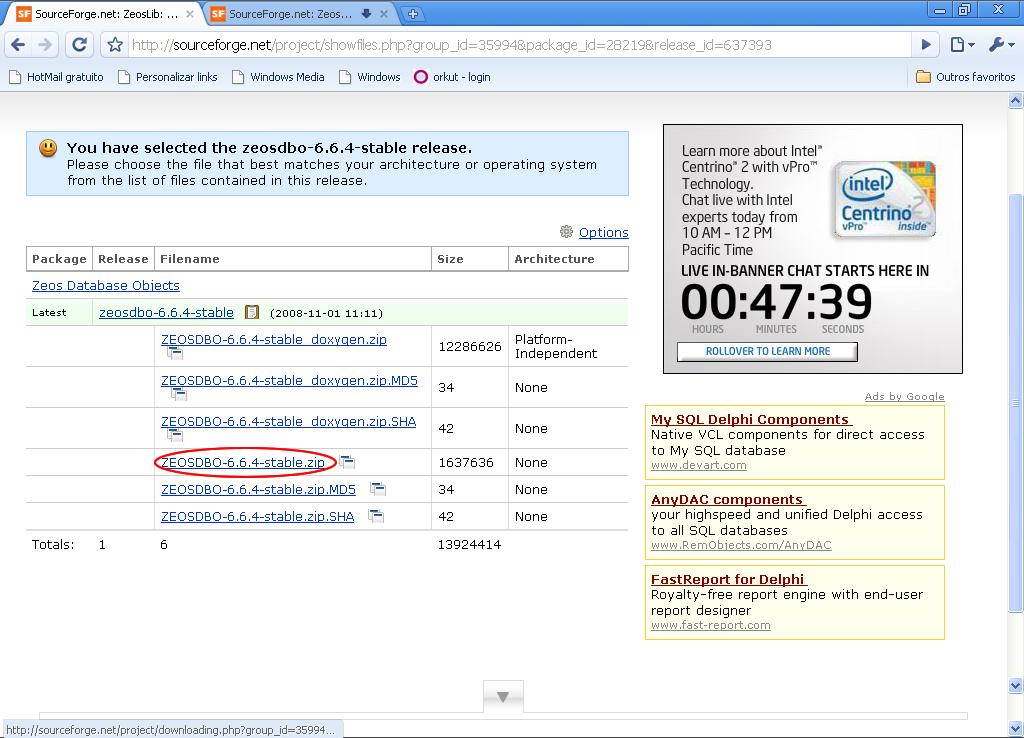 SourceForge.net: ZeosLib: ...
SourceForge.net: Zeos...
http://sourceforge.net/project/showfiles.php?group_id=35994&package_id=28219&release_id=637393
HotMail gratuito
Personalizar links
Windows Media
Windows
orkut - login
Outros favoritos
You have selected the zeosdbo-6.6.4-stable release.
Please choose the file that best matches your architecture or operating system
from the list of files contained in this release.
Options
Package Release Filename Size Architecture
Zeos Database Objects
Latest zeosdbo-6.6.4-stable (2008-11-01 11:11)
ZEOSDBO-6.6.4-stable_doxygen.zip 12286626 Platform-
Independent
ZEOSDBO-6.6.4-stable_doxygen.zip.MD5 34 None
ZEOSDBO-6.6.4-stable_doxygen.zip.SHA 42 None
ZEOSDBO-6.6.4-stable.zip 1637636 None
ZEOSDBO-6.6.4-stable.zip.MD5 34 None
ZEOSDBO-6.6.4-stable.zip.SHA 42 None
Totals: 1 6 13924414
Learn more about Intel®
Centrino® 2 with vPro™
Technology.
Chat live with Intel
experts today from
10 AM – 12 PM
Pacific Time
intel
Centrino 2
vPro™ inside™
LIVE IN-BANNER CHAT STARTS HERE IN
00:47:39
HOURS MINUTES SECONDS
ROLLOVER TO LEARN MORE
Ads by Google
My SQL Delphi Components
Native VCL components for direct access
to My SQL database
www.devart.com
AnyDAC components
your highspeed and unified Delphi access
to all SQL databases
www.RemObjects.com/AnyDAC
FastReport for Delphi
Royalty-free report engine with end-user
report designer
www.fast-report.com
http://sourceforge.net/project/downloading.php?group_id=35994...